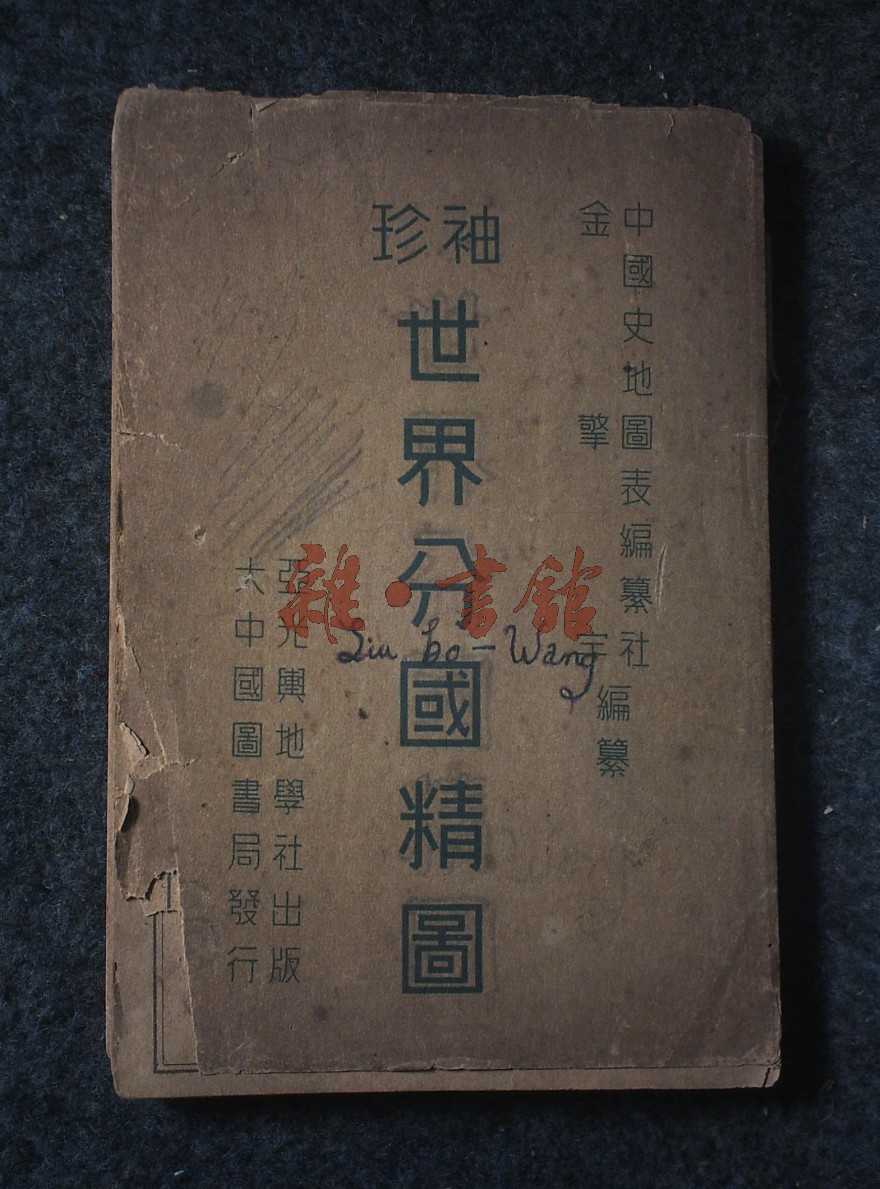 中國史地圖表編纂社
金擎宇
編纂
袖珍
世界分國精圖
亞光輿地學社出版
大中國圖書局發行
雜·書館